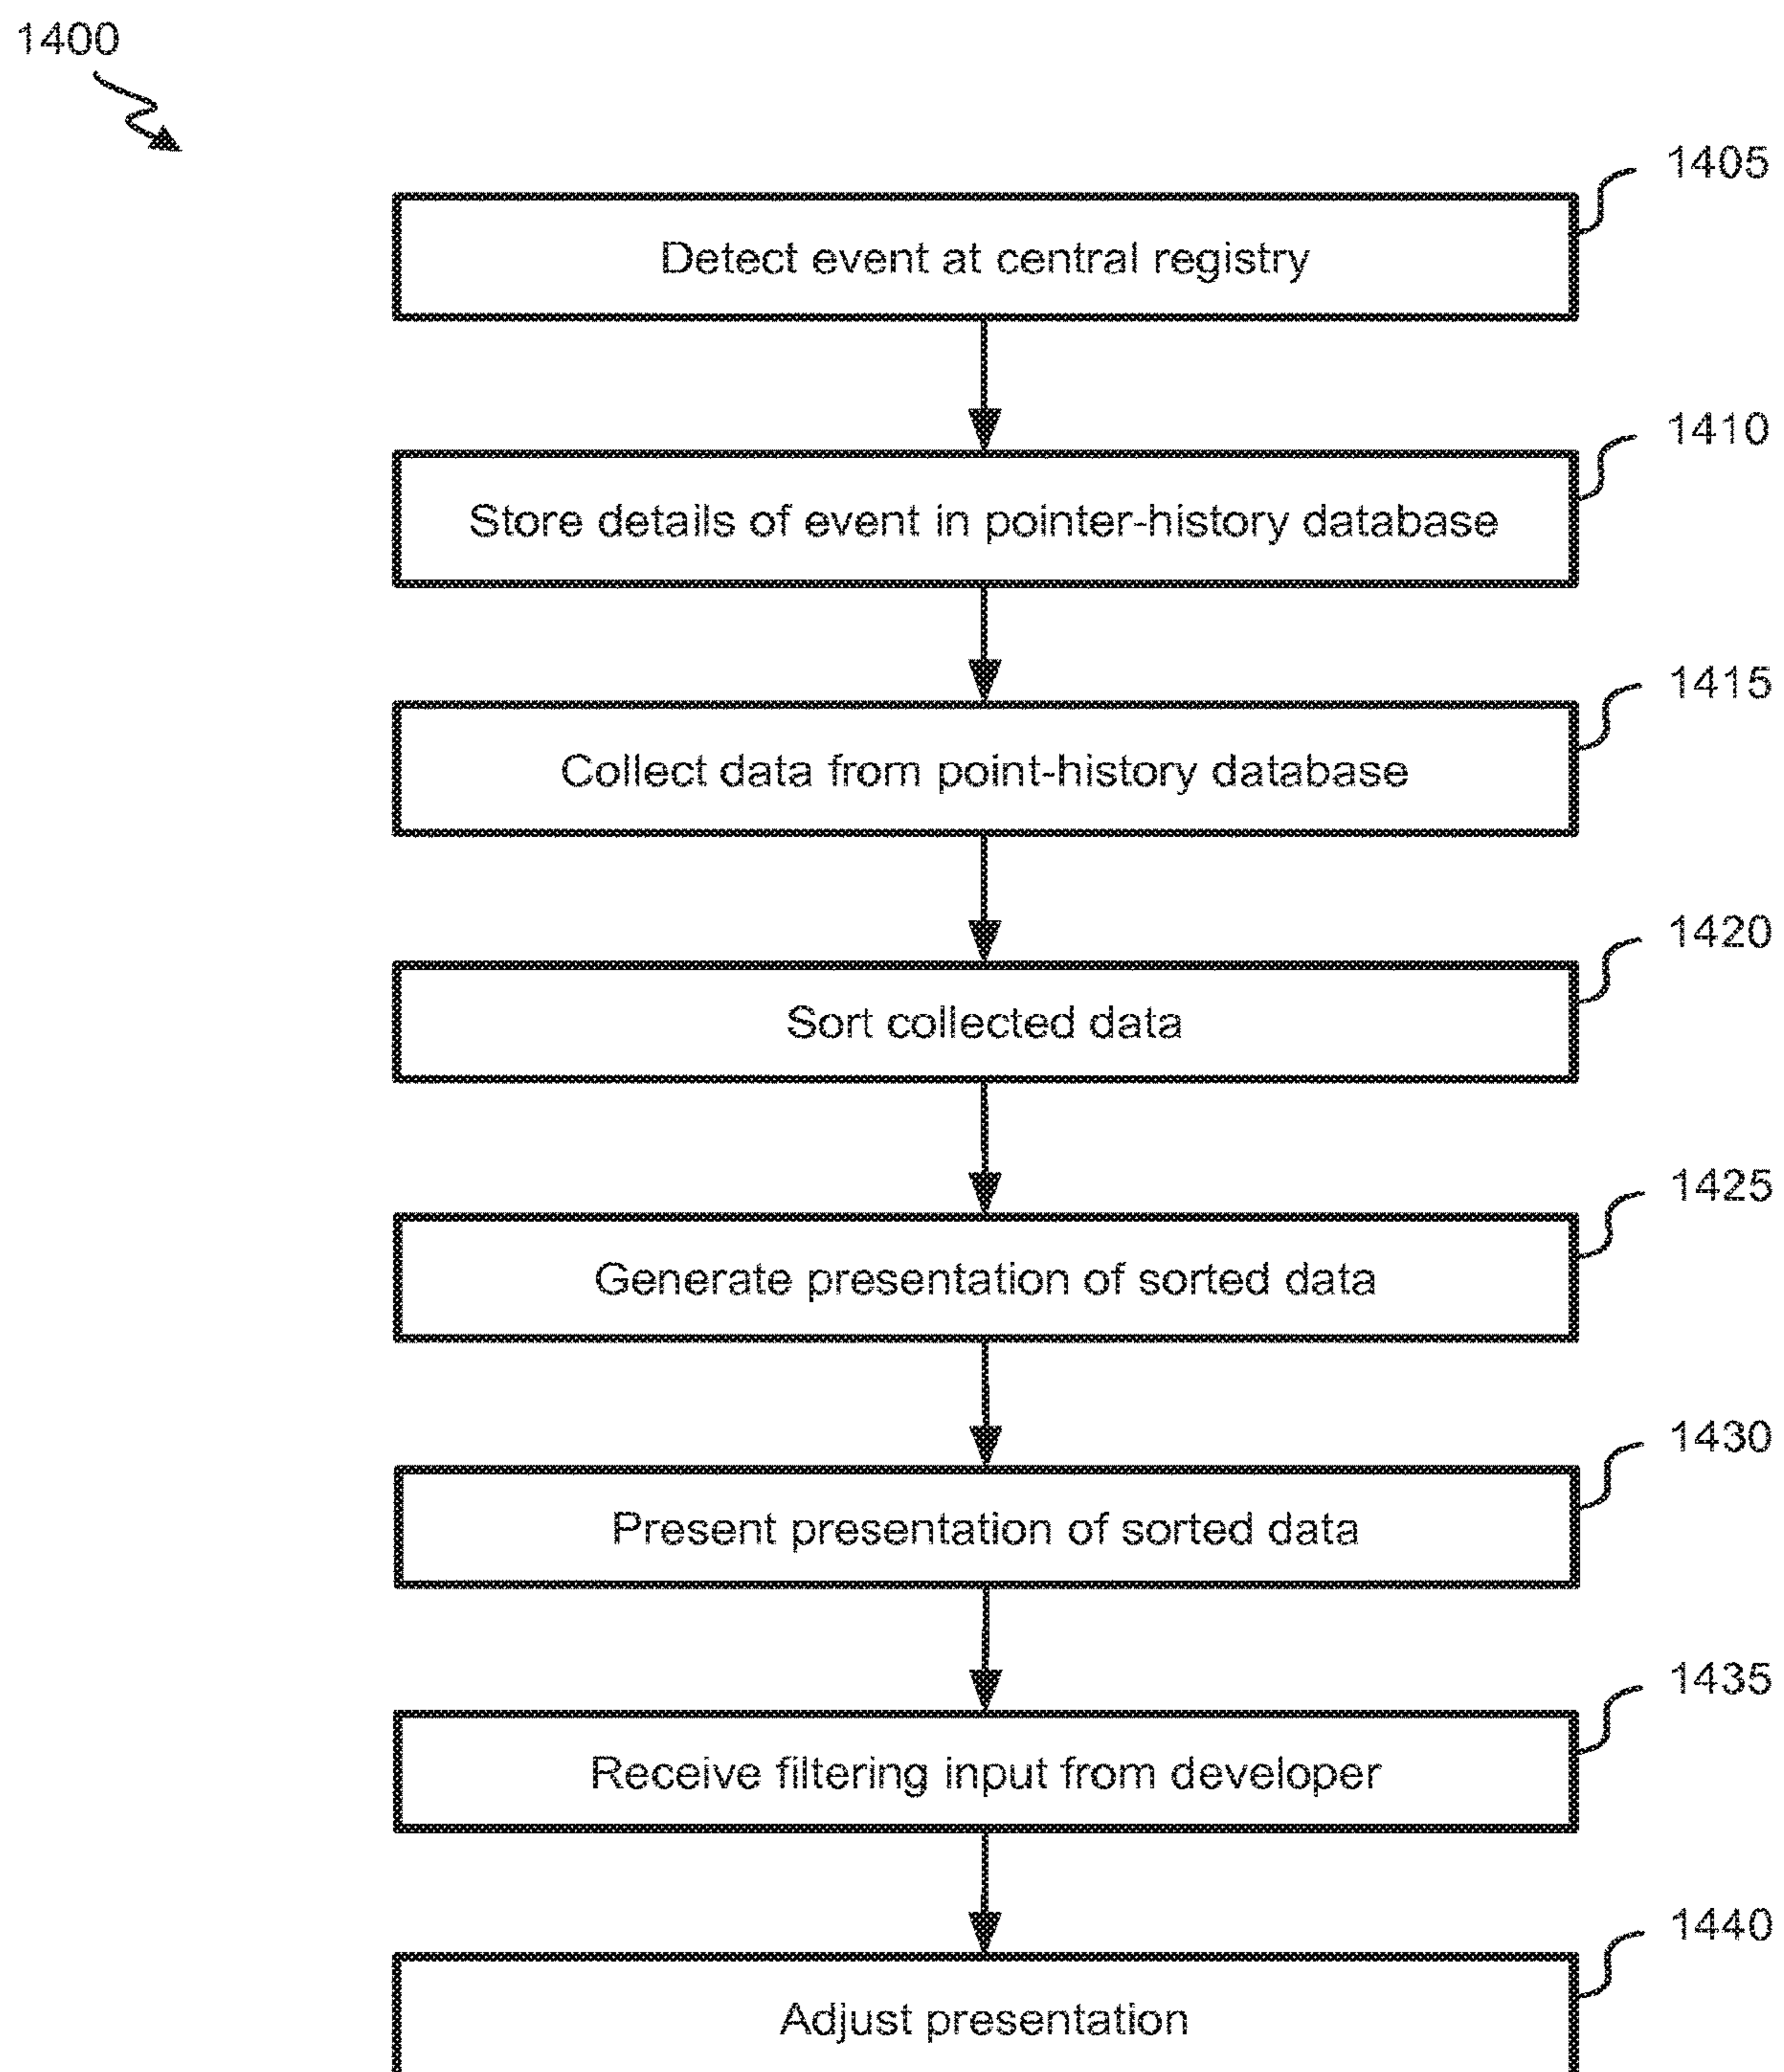 1400
1405
Detect event at central registry
1410
Store details of event in pointer-history database
1415
Collect data from point-history database
1420
Sort collected data
1425
Generate presentation of sorted data
1430
Present presentation of sorted data
1435
Receive filtering input from developer
1440
Adjust presentation